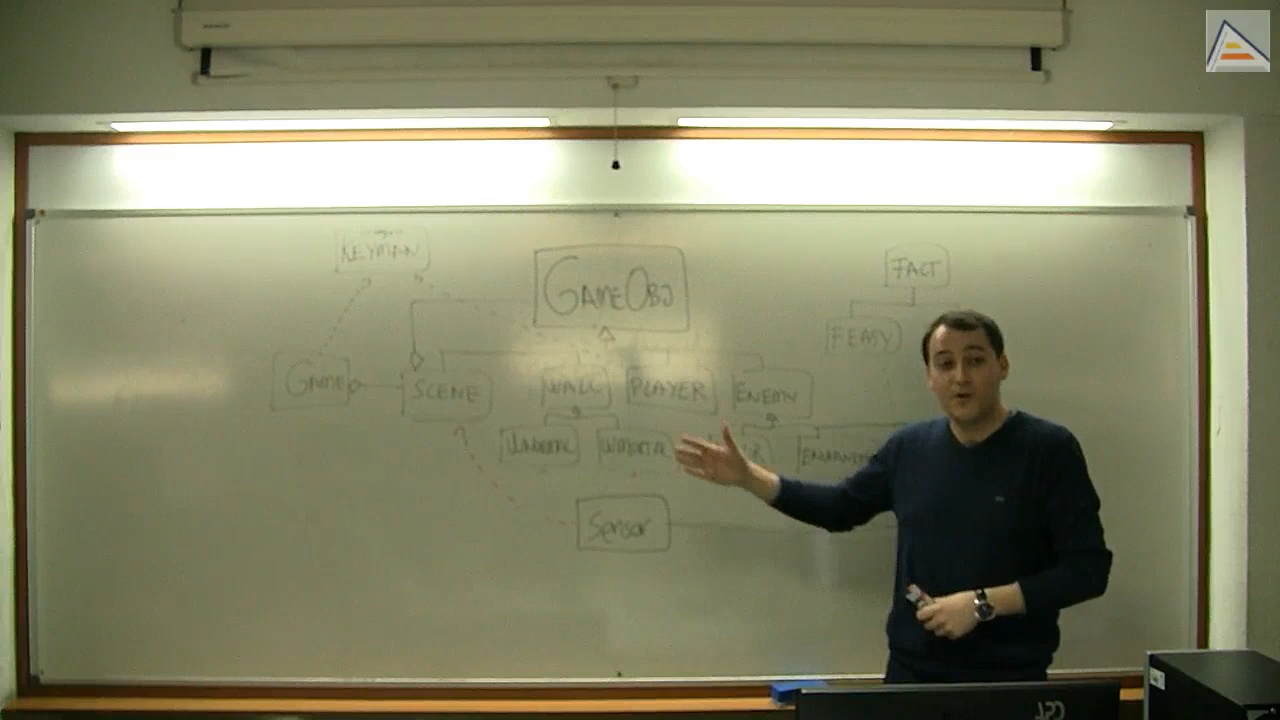 KEYMAN
GAMEOBJ
FACT
FEASY
GAME
SCENE
WALL
PLAYER
ENEMY
Sensor